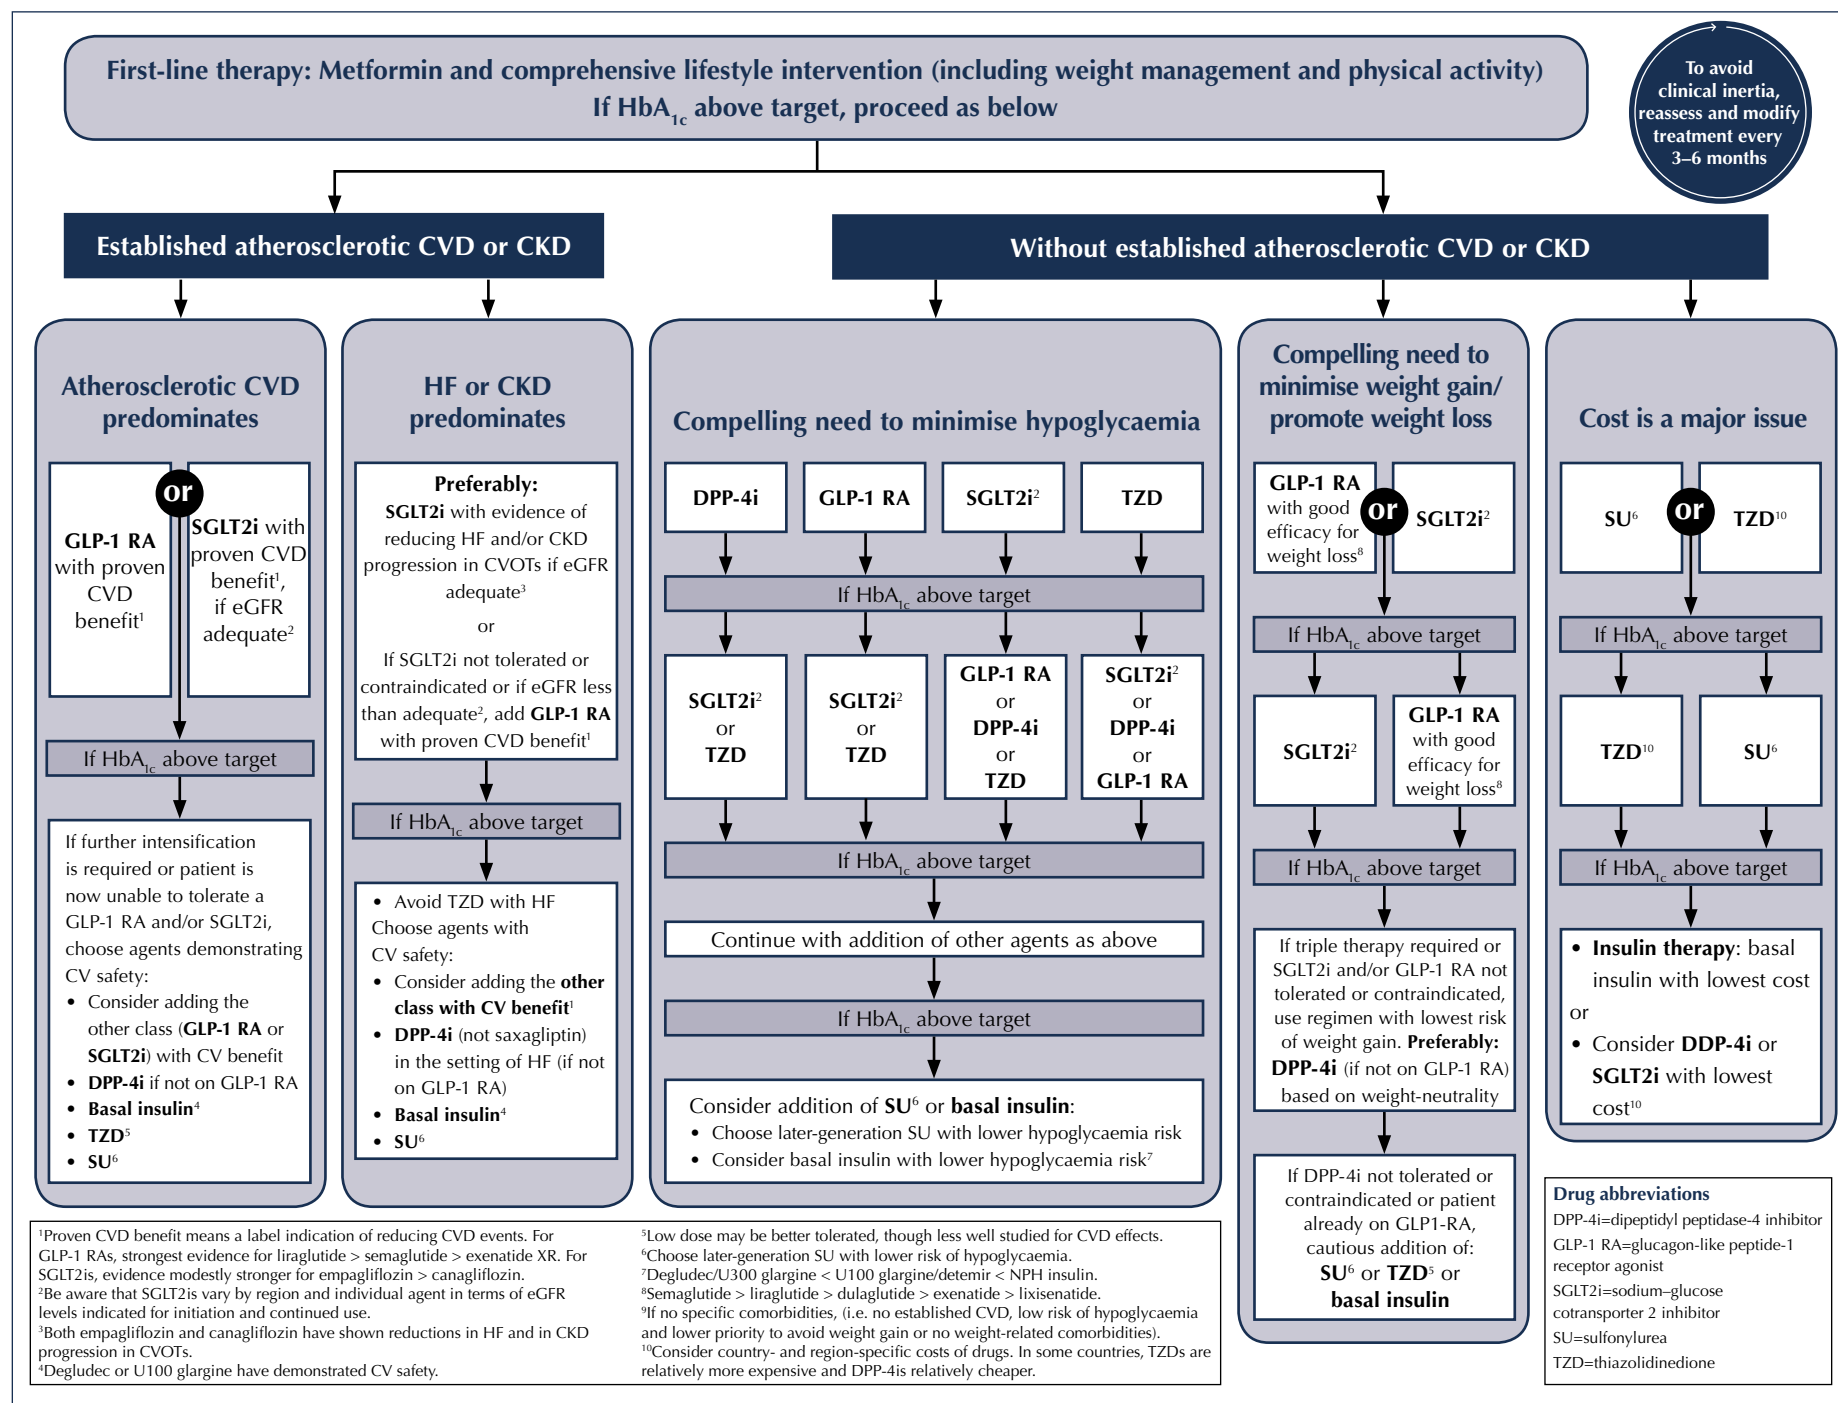 First-line therapy: Metformin and comprehensive lifestyle intervention (including weight management and physical activity)
If HbA1c above target, proceed as below
To avoid
clinical inertia,
reassess and modify
treatment every
3–6 months
Established atherosclerotic CVD or CKD
Without established atherosclerotic CVD or CKD
Atherosclerotic CVD
predominates
GLP-1 RA
with proven
CVD
benefit¹
or
SGLT2i with
proven CVD
benefit¹,
if eGFR
adequate²
If HbA1c above target
If further intensification
is required or patient is
now unable to tolerate a
GLP-1 RA and/or SGLT2i,
choose agents demonstrating
CV safety:
• Consider adding the
other class (GLP-1 RA or
SGLT2i) with CV benefit
• DPP-4i if not on GLP-1 RA
• Basal insulin⁴
• TZD⁵
• SU⁶
HF or CKD
predominates
Preferably:
SGLT2i with evidence of
reducing HF and/or CKD
progression in CVOTs if eGFR
adequate³
or
If SGLT2i not tolerated or
contraindicated or if eGFR less
than adequate², add GLP-1 RA
with proven CVD benefit¹
If HbA1c above target
• Avoid TZD with HF
Choose agents with
CV safety:
• Consider adding the other
class with CV benefit¹
• DPP-4i (not saxagliptin)
in the setting of HF (if not
on GLP-1 RA)
• Basal insulin⁴
• SU⁶
Compelling need to minimise hypoglycaemia
DPP-4i
GLP-1 RA
SGLT2i²
TZD
If HbA1c above target
SGLT2i²
or
TZD
SGLT2i²
or
TZD
GLP-1 RA
or
DPP-4i
or
TZD
SGLT2i²
or
DPP-4i
or
GLP-1 RA
If HbA1c above target
Continue with addition of other agents as above
If HbA1c above target
Consider addition of SU⁶ or basal insulin:
• Choose later-generation SU with lower hypoglycaemia risk
• Consider basal insulin with lower hypoglycaemia risk⁷
Compelling need to
minimise weight gain/
promote weight loss
GLP-1 RA
with good
efficacy for
weight loss⁸
or
SGLT2i²
If HbA1c above target
SGLT2i²
GLP-1 RA
with good
efficacy for
weight loss⁸
If HbA1c above target
If triple therapy required or
SGLT2i and/or GLP-1 RA not
tolerated or contraindicated,
use regimen with lowest risk
of weight gain. Preferably:
DPP-4i (if not on GLP-1 RA)
based on weight-neutrality
If DPP-4i not tolerated or
contraindicated or patient
already on GLP1-RA,
cautious addition of:
SU⁶ or TZD⁵ or
basal insulin
Cost is a major issue
SU⁶
or
TZD¹⁰
If HbA1c above target
TZD¹⁰
SU⁶
If HbA1c above target
• Insulin therapy: basal
insulin with lowest cost
or
• Consider DDP-4i or
SGLT2i with lowest
cost¹⁰
¹Proven CVD benefit means a label indication of reducing CVD events. For
GLP-1 RAs, strongest evidence for liraglutide > semaglutide > exenatide XR. For
SGLT2is, evidence modestly stronger for empagliflozin > canagliflozin.
²Be aware that SGLT2is vary by region and individual agent in terms of eGFR
levels indicated for initiation and continued use.
³Both empagliflozin and canagliflozin have shown reductions in HF and in CKD
progression in CVOTs.
⁴Degludec or U100 glargine have demonstrated CV safety.
⁵Low dose may be better tolerated, though less well studied for CVD effects.
⁶Choose later-generation SU with lower risk of hypoglycaemia.
⁷Degludec/U300 glargine < U100 glargine/detemir < NPH insulin.
⁸Semaglutide > liraglutide > dulaglutide > exenatide > lixisenatide.
⁹If no specific comorbidities, (i.e. no established CVD, low risk of hypoglycaemia
and lower priority to avoid weight gain or no weight-related comorbidities).
¹⁰Consider country- and region-specific costs of drugs. In some countries, TZDs are
relatively more expensive and DPP-4is relatively cheaper.
Drug abbreviations
DPP-4i=dipeptidyl peptidase-4 inhibitor
GLP-1 RA=glucagon-like peptide-1
receptor agonist
SGLT2i=sodium–glucose
cotransporter 2 inhibitor
SU=sulfonylurea
TZD=thiazolidinedione